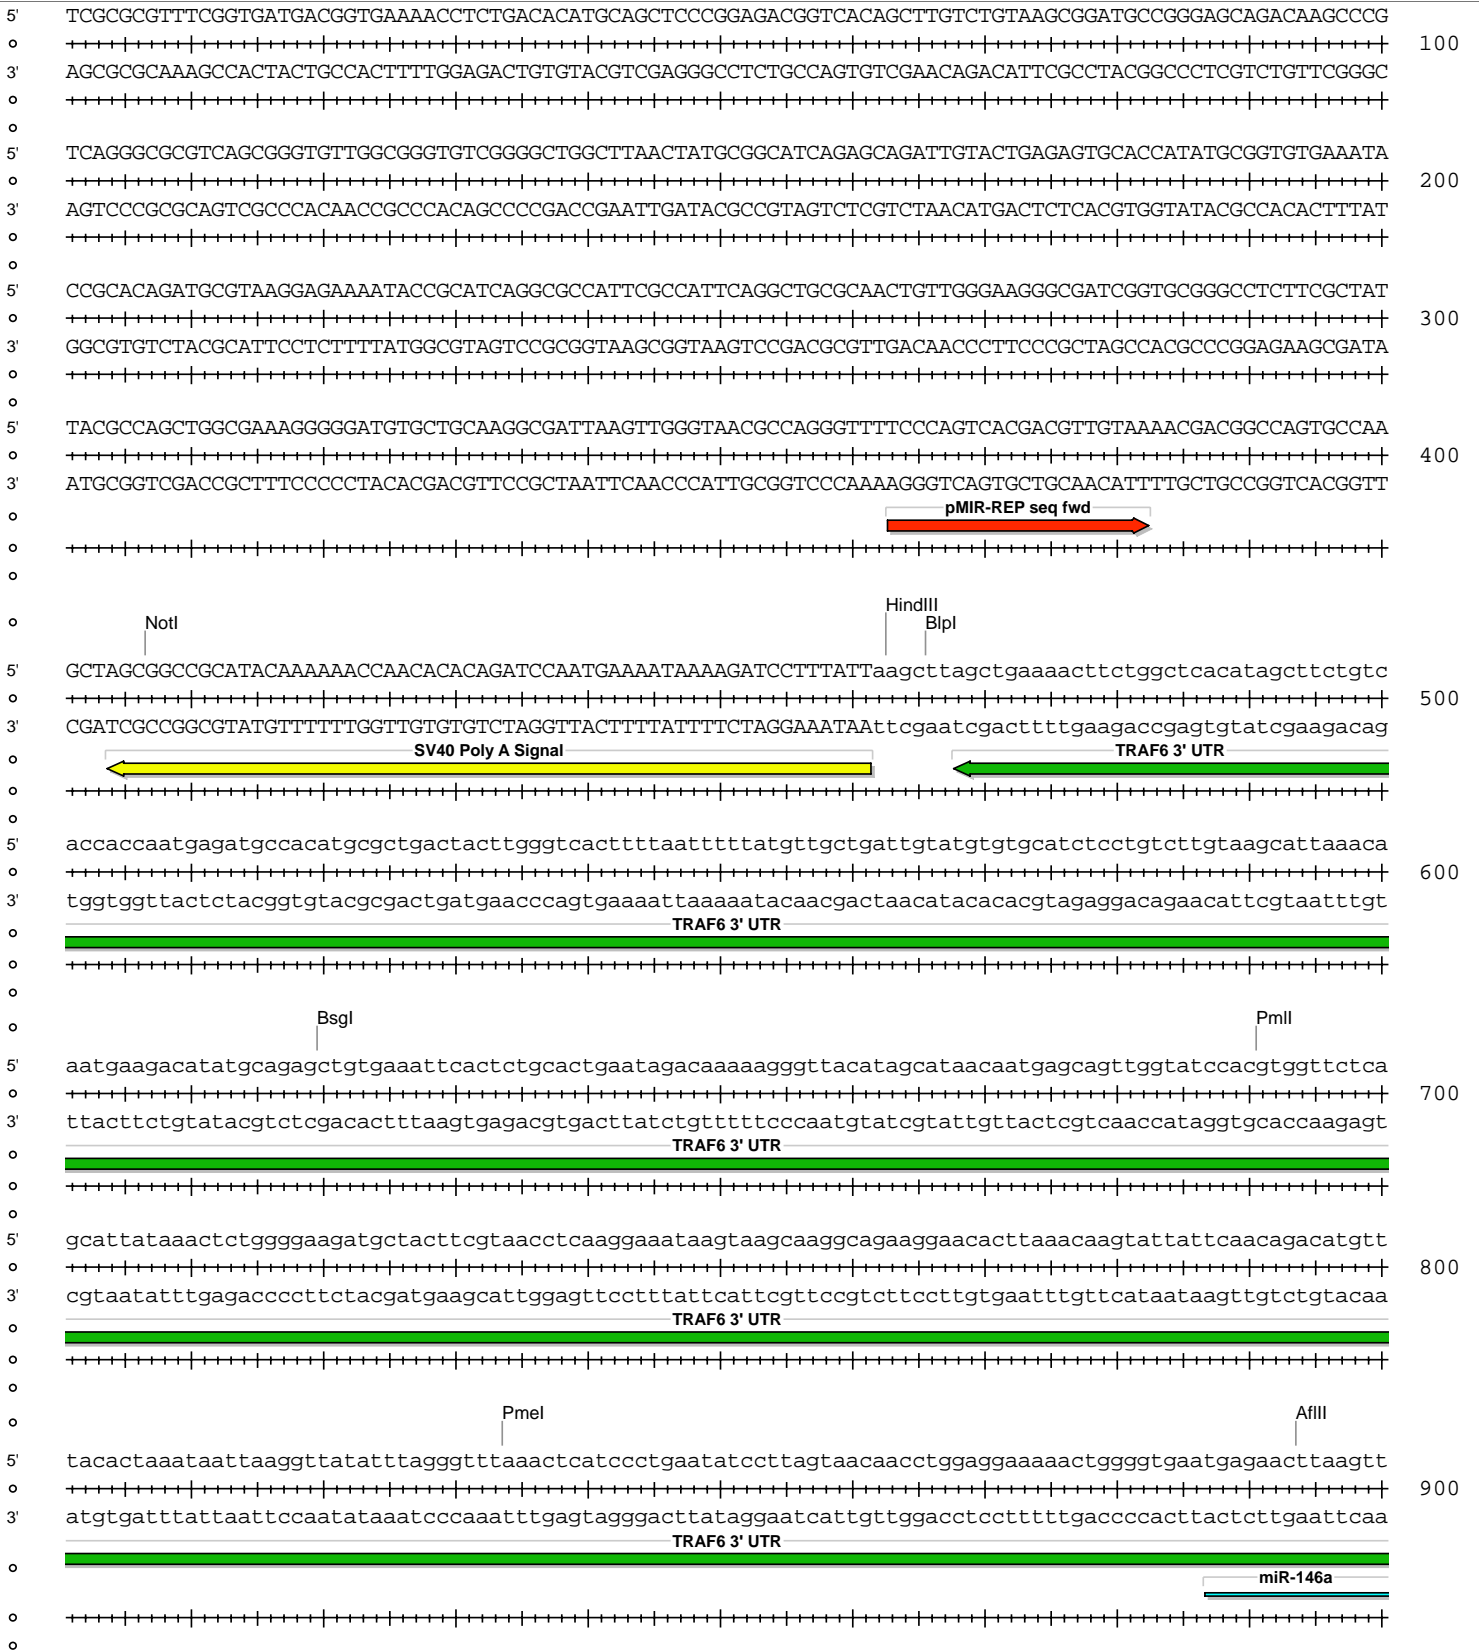 5' TCGCGCGTTTCGGTGATGACGGTGAAAACCTCTGACACATGCAGCTCCCGGAGACGGTCACAGCTTGTCTGTAAGCGGATGCCGGGAGCAGACAAGCCCG
100
3' AGCGCGCAAAGCCACTACTGCCACTTTTGGAGACTGTGTACGTCGAGGGCCTCTGCCAGTGTCGAACAGACATTCGCCTACGGCCCTCGTCTGTTCGGGC
5' TCAGGGCGCGTCAGCGGGTGTTGGCGGGTGTCGGGGCTGGCTTAACTATGCGGCATCAGAGCAGATTGTACTGAGAGTGCACCATATGCGGTGTGAAATA
200
3' AGTCCCGCGCAGTCGCCCACAACCGCCCACAGCCCCGACCGAATTGATACGCCGTAGTCTCGTCTAACATGACTCTCACGTGGTATACGCCACACTTTAT
5' CCGCACAGATGCGTAAGGAGAAAATACCGCATCAGGCGCCATTCGCCATTCAGGCTGCGCAACTGTTGGGAAGGGCGATCGGTGCGGGCCTCTTCGCTAT
300
3' GGCGTGTCTACGCATTCCTCTTTTATGGCGTAGTCCGCGGTAAGCGGTAAGTCCGACGCGTTGACAACCCTTCCCGCTAGCCACGCCCGGAGAAGCGATA
5' TACGCCAGCTGGCGAAAGGGGGATGTGCTGCAAGGCGATTAAGTTGGGTAACGCCAGGGTTTTCCCAGTCACGACGTTGTAAAACGACGGCCAGTGCCAA
400
3' ATGCGGTCGACCGCTTTCCCCCTACACGACGTTCCGCTAATTCAACCCATTGCGGTCCCAAAAGGGTCAGTGCTGCAACATTTTGCTGCCGGTCACGGTT
pMIR-REP seq fwd
HindIII
NotI BlpI
5' GCTAGCGGCCGCATACAAAAAACCAACACACAGATCCAATGAAAATAAAAGATCCTTTATTaagcttagctgaaaacttctggctcacatagcttctgtc
500
3' CGATCGCCGGCGTATGTTTTTTGGTTGTGTGTCTAGGTTACTTTTATTTTCTAGGAAATAAttcgaatcgacttttgaagaccgagtgtatcgaagacag
SV40 Poly A Signal TRAF6 3' UTR
5' accaccaatgagatgccacatgcgctgactacttgggtcacttttaatttttatgttgctgattgtatgtgtgcatctcctgtcttgtaagcattaaaca
600
3' tggtggttactctacggtgtacgcgactgatgaacccagtgaaaattaaaaatacaacgactaacatacacacgtagaggacagaacattcgtaatttgt
TRAF6 3' UTR
BsgI PmlI
5' aatgaagacatatgcagagctgtgaaattcactctgcactgaatagacaaaaagggttacatagcataacaatgagcagttggtatccacgtggttctca
700
3' ttacttctgtatacgtctcgacactttaagtgagacgtgacttatctgtttttcccaatgtatcgtattgttactcgtcaaccataggtgcaccaagagt
TRAF6 3' UTR
5' gcattataaactctggggaagatgctacttcgtaacctcaaggaaataagtaagcaaggcagaaggaacacttaaacaagtattattcaacagacatgtt
800
3' cgtaatatttgagaccccttctacgatgaagcattggagttcctttattcattcgttccgtcttccttgtgaatttgttcataataagttgtctgtacaa
TRAF6 3' UTR
PmeI AflII
5' tacactaaataattaaggttatatttagggtttaaactcatccctgaatatccttagtaacaacctggaggaaaaactggggtgaatgagaacttaagtt
900
3' atgtgatttattaattccaatataaatcccaaatttgagtagggacttataggaatcattgttggacctcctttttgaccccacttactcttgaattcaa
TRAF6 3' UTR
miR-146a